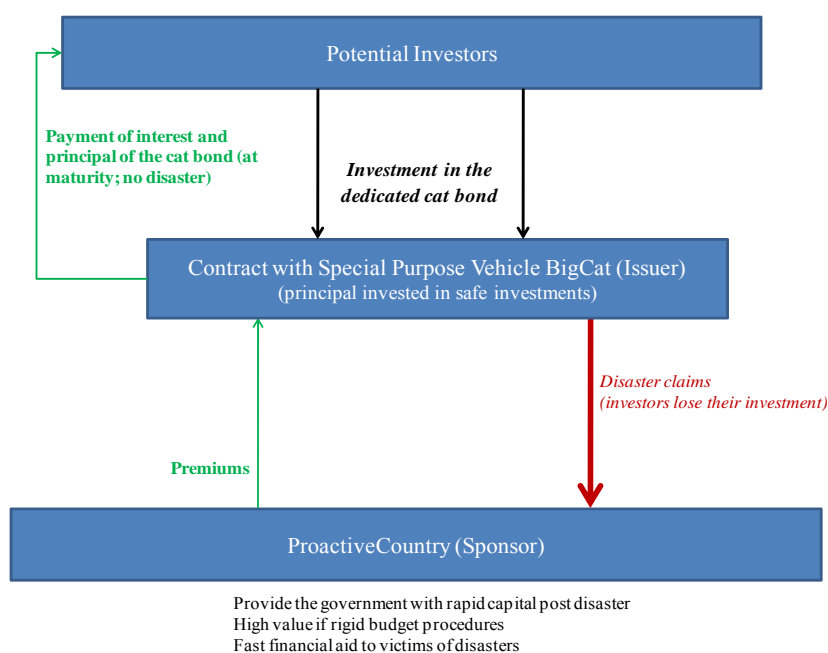 Potential Investors
Payment of interest and
principal of the cat bond (at
maturity; no disaster)
Investment in the
dedicated cat bond
Contract with Special Purpose Vehicle BigCat (Issuer)
(principal invested in safe investments)
Disaster claims
(investors lose their investment)
Premiums
ProactiveCountry (Sponsor)
Provide the government with rapid capital post disaster
High value if rigid budget procedures
Fast financial aid to victims of disasters